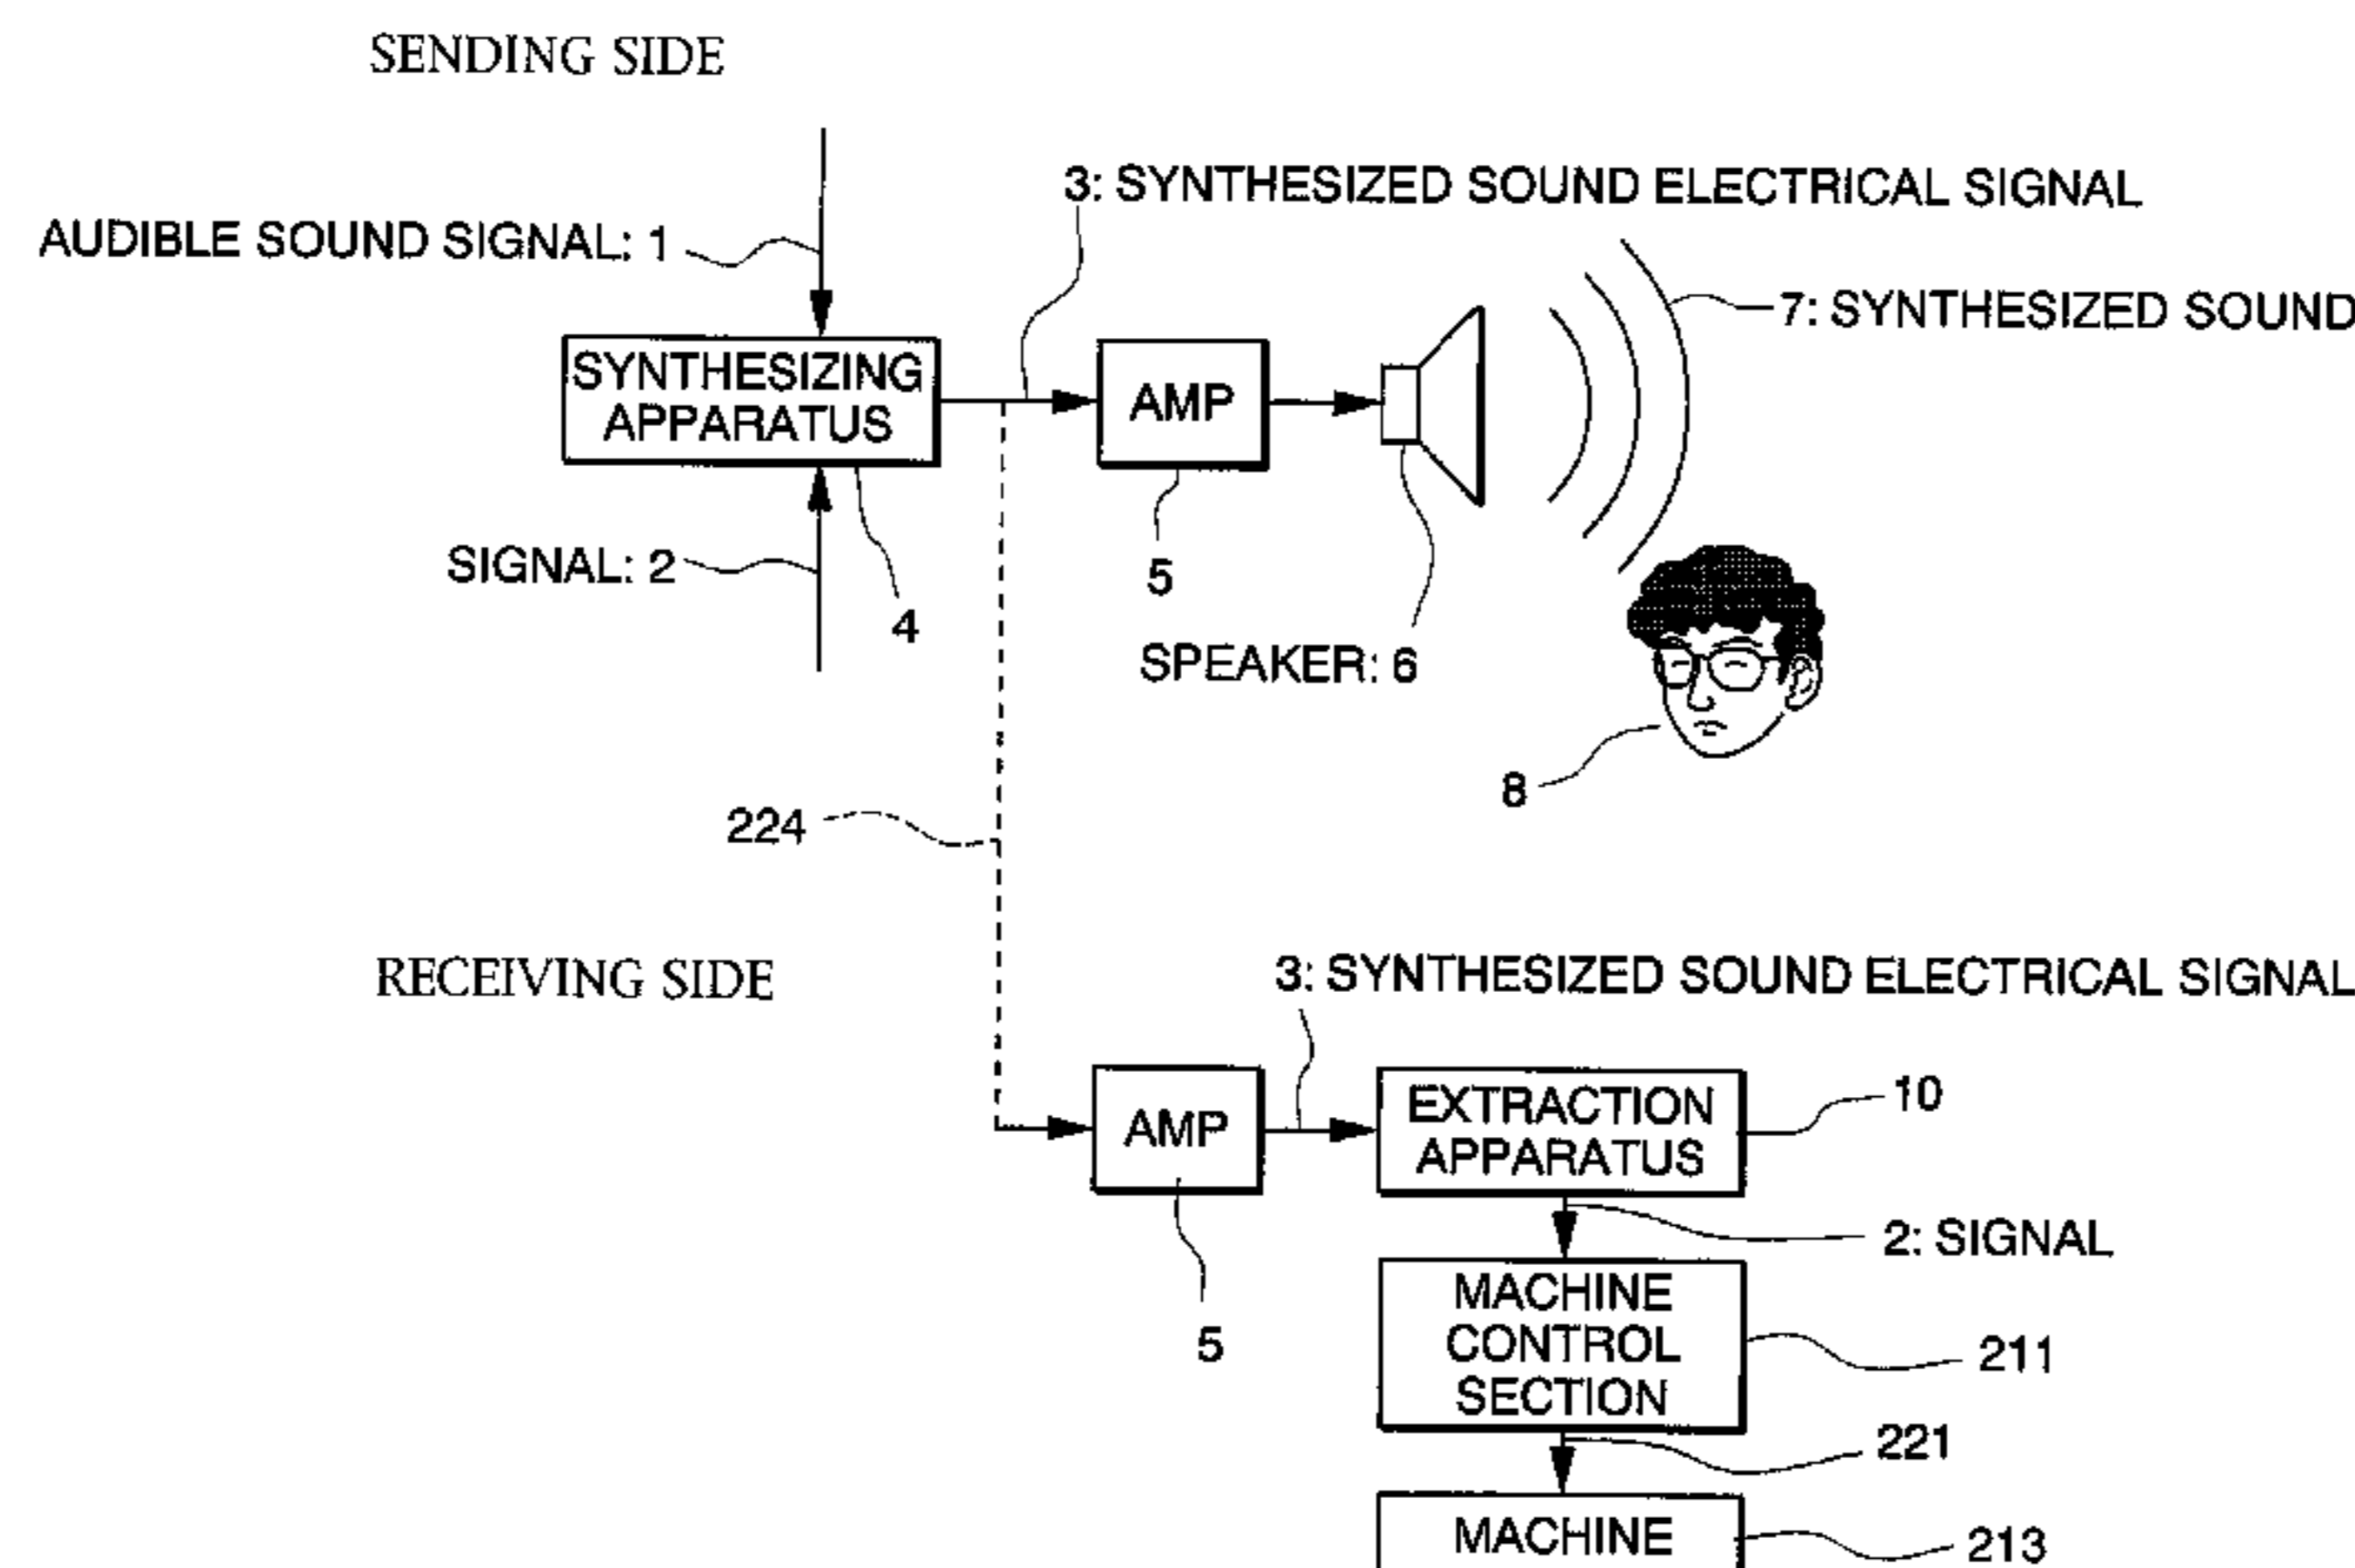 SENDING SIDE
3: SYNTHESIZED SOUND ELECTRICAL SIGNAL
AUDIBLE SOUND SIGNAL: 1
7: SYNTHESIZED SOUND
SYNTHESIZING
APPARATUS
AMP
SIGNAL: 2
5
4
SPEAKER: 6
8
224
RECEIVING SIDE
3: SYNTHESIZED SOUND ELECTRICAL SIGNAL
AMP
EXTRACTION
APPARATUS
10
2: SIGNAL
5
MACHINE
CONTROL
SECTION
211
221
MACHINE
213